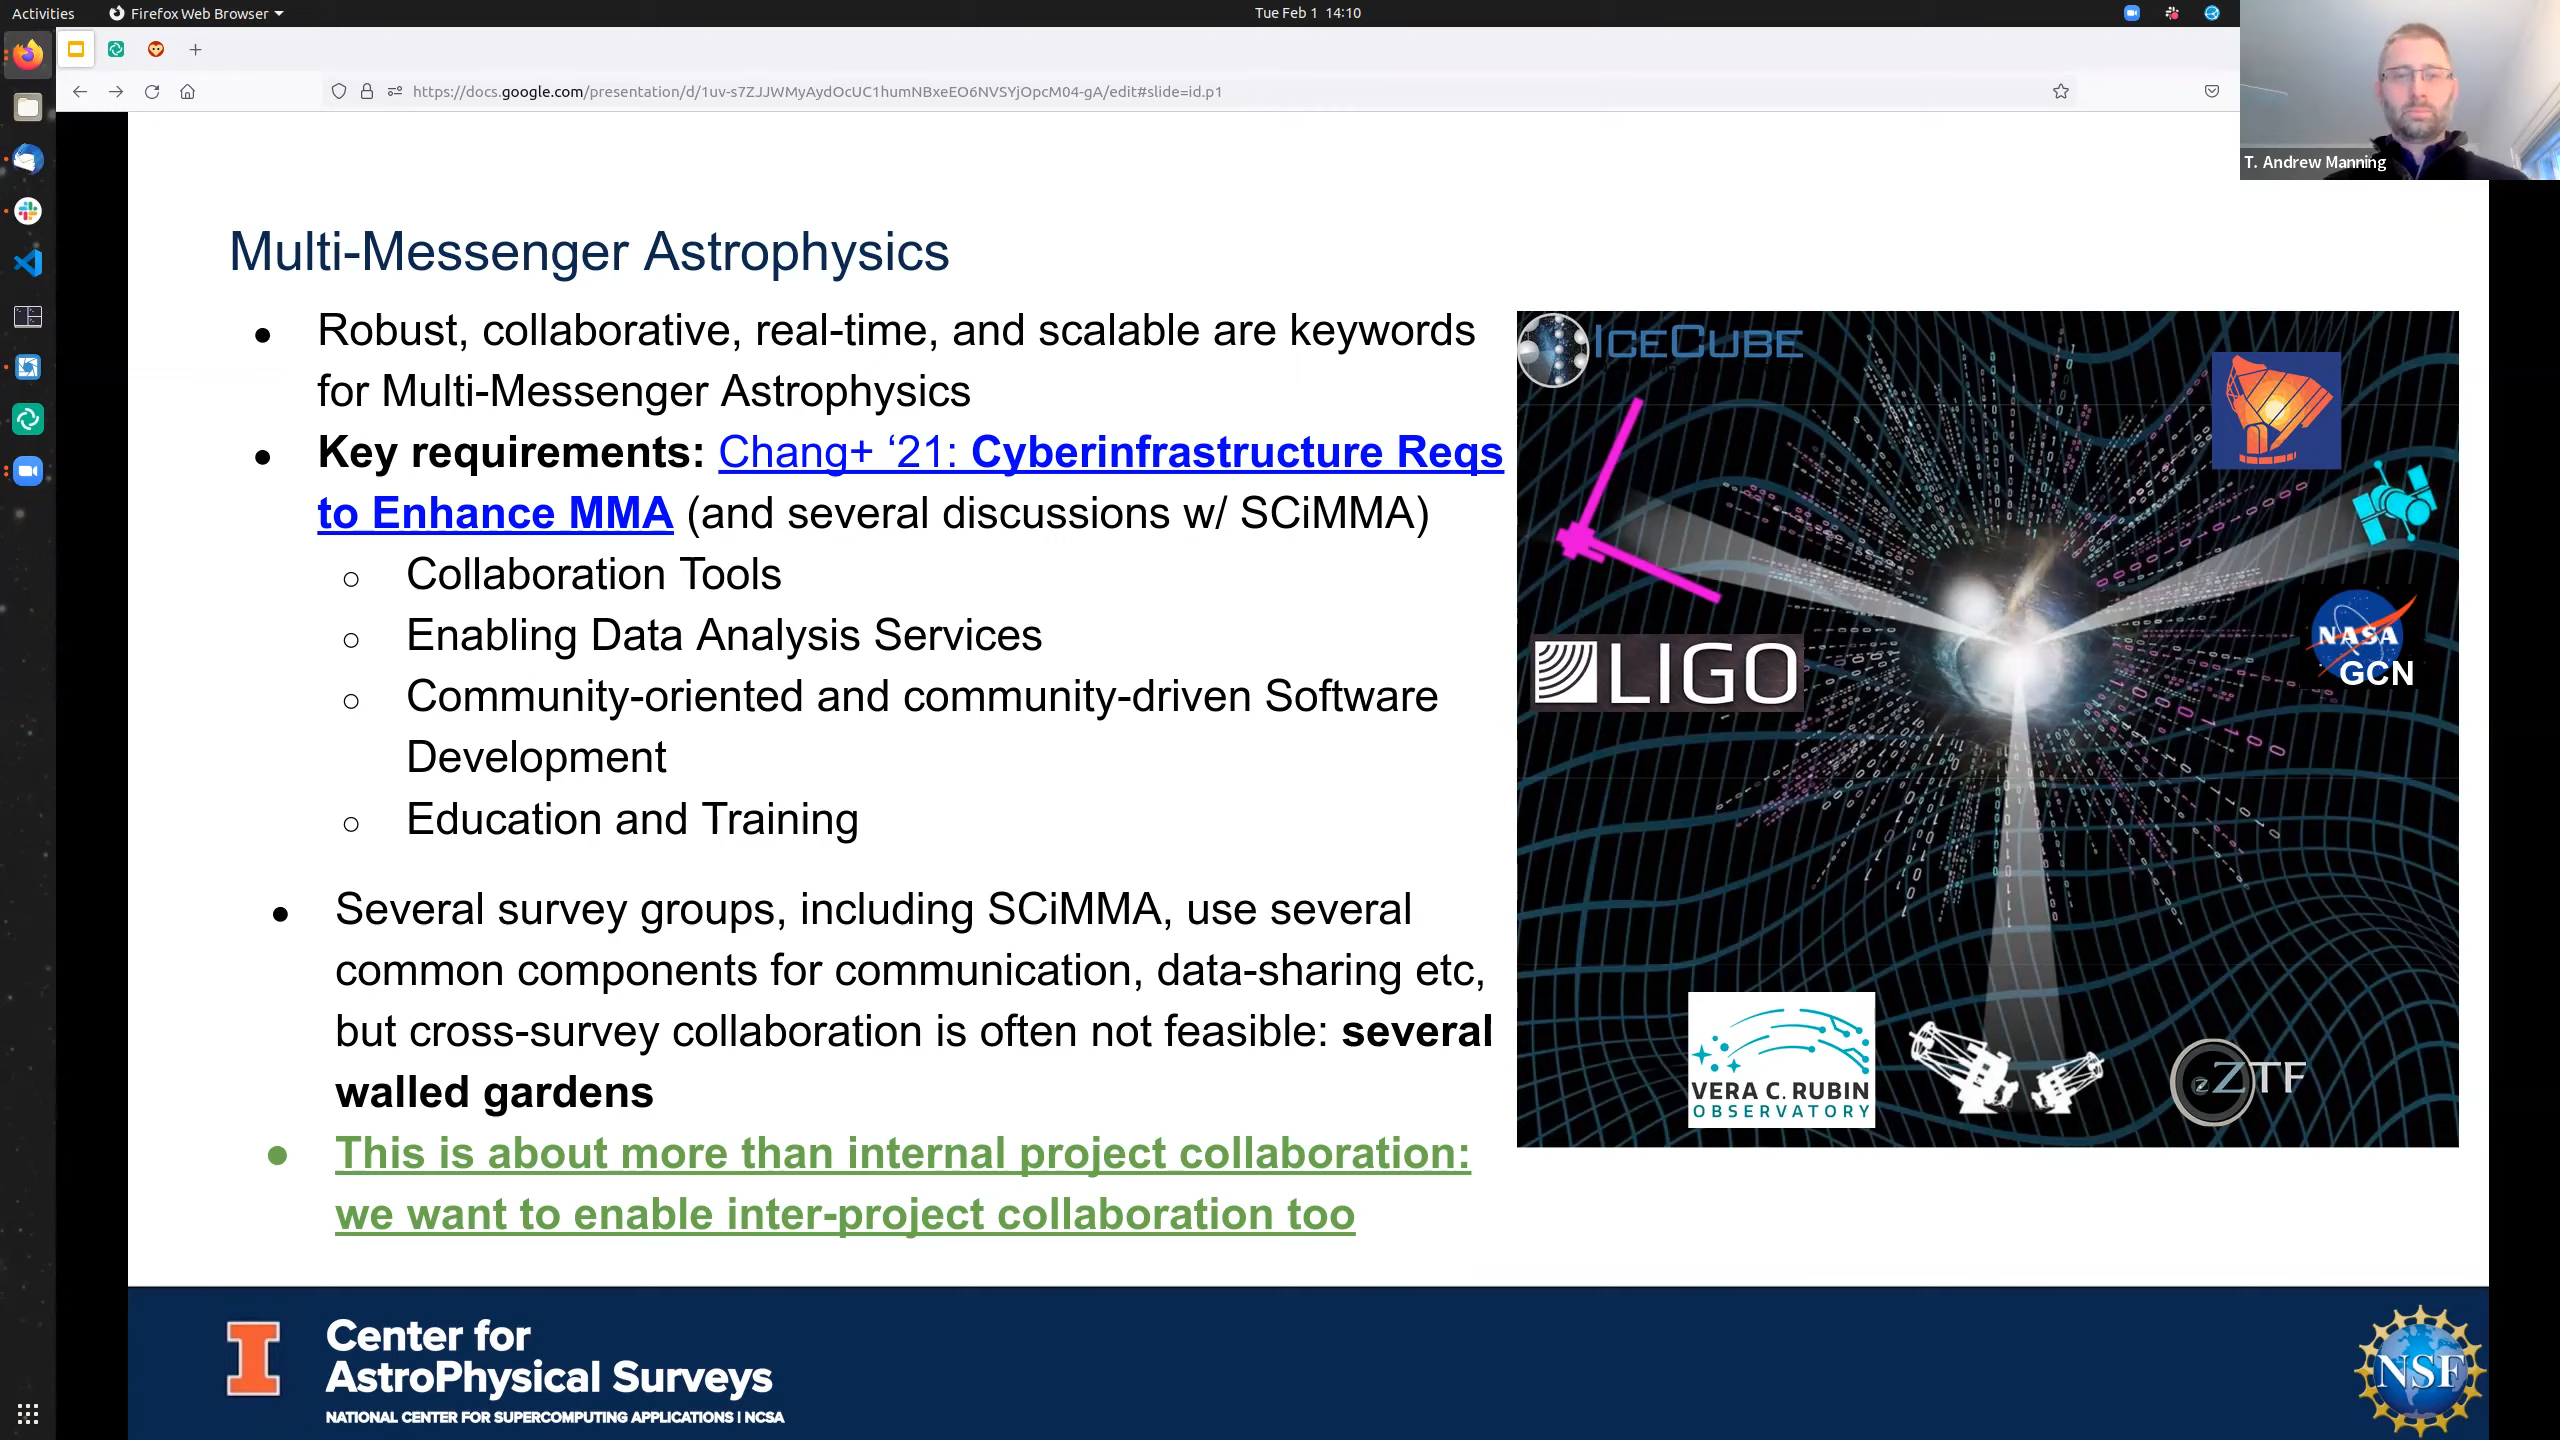 Activities
Firefox Web Browser
Tue Feb 1 14:10
https://docs.google.com/presentation/d/1uv-s7ZJJWMyAydOcUC1humNBxeEO6NVSYjOpcM04-gA/edit#slide=id.p1
T. Andrew Manning
Multi-Messenger Astrophysics
● Robust, collaborative, real-time, and scalable are keywords
for Multi-Messenger Astrophysics
● Key requirements: Chang+ ‘21: Cyberinfrastructure Reqs
to Enhance MMA (and several discussions w/ SCiMMA)
○ Collaboration Tools
○ Enabling Data Analysis Services
○ Community-oriented and community-driven Software
Development
○ Education and Training
● Several survey groups, including SCiMMA, use several
common components for communication, data-sharing etc,
but cross-survey collaboration is often not feasible: several
walled gardens
● This is about more than internal project collaboration:
we want to enable inter-project collaboration too
ICECUBE
LIGO
NASA
GCN
VERA C. RUBIN
OBSERVATORY
ZTF
I
Center for
AstroPhysical Surveys
NATIONAL CENTER FOR SUPERCOMPUTING APPLICATIONS | NCSA
NSF